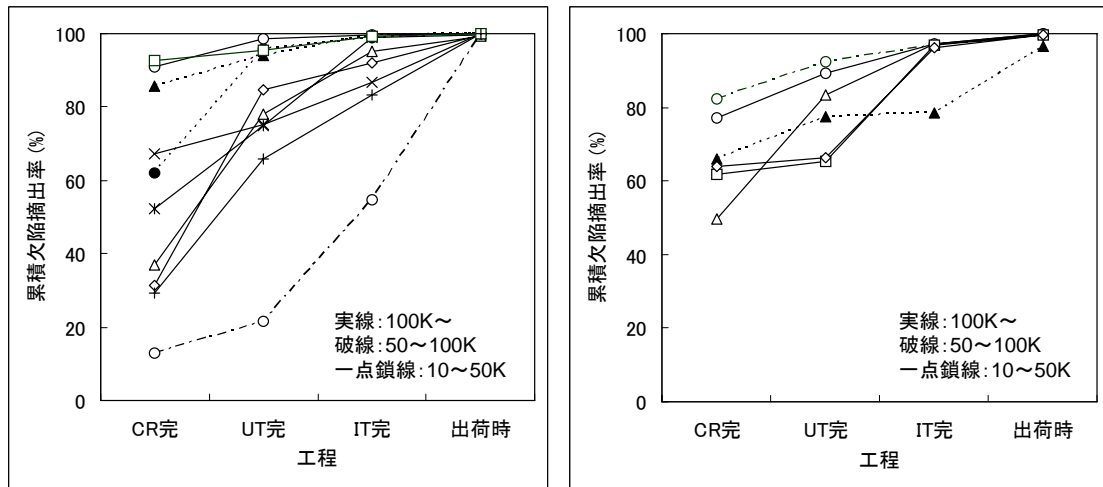 100
80
60
40
20
0
累積欠陥摘出率(%)
CR完
UT完
IT完
出荷時
工程
実線:100K～
破線:50～100K
一点鎖線:10～50K
100
80
60
40
20
0
累積欠陥摘出率(%)
CR完
UT完
IT完
出荷時
工程
実線:100K～
破線:50～100K
一点鎖線:10～50K